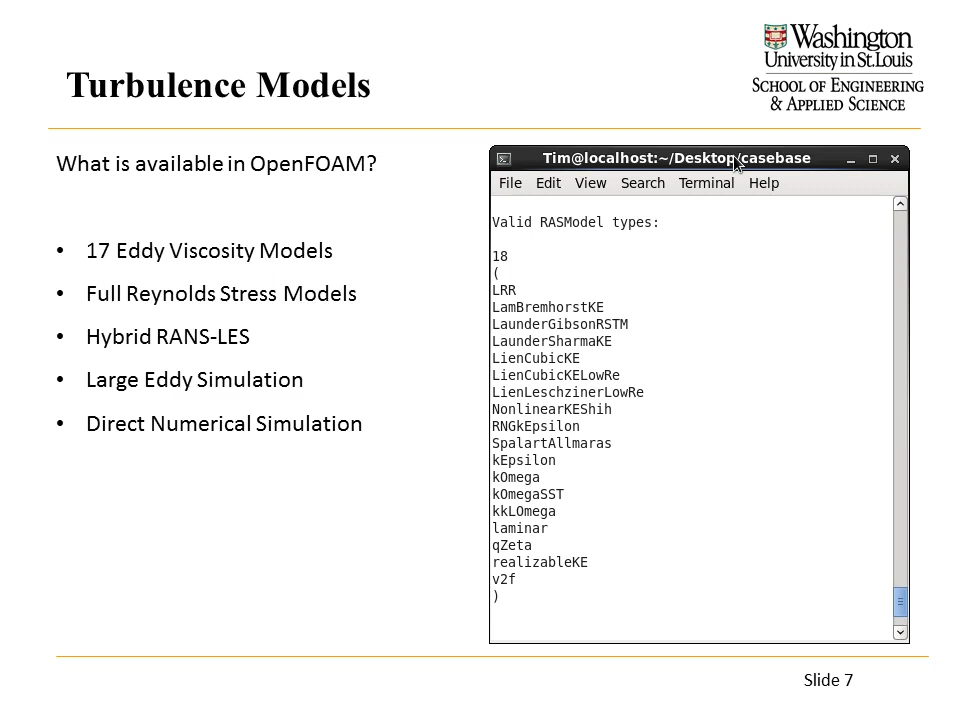 Turbulence Models
Washington
University in St. Louis
SCHOOL OF ENGINEERING
& APPLIED SCIENCE
What is available in OpenFOAM?
• 17 Eddy Viscosity Models
• Full Reynolds Stress Models
• Hybrid RANS-LES
• Large Eddy Simulation
• Direct Numerical Simulation
Tim@localhost:~/Desktop/casebase
File Edit View Search Terminal Help
Valid RASModel types:
18
(
LRR
LamBremhorstKE
LaunderGibsonRSTM
LaunderSharmaKE
LienCubicKE
LienCubicKELowRe
LienLeschzinerLowRe
NonlinearKEShih
RNGkEpsilon
SpalartAllmaras
kEpsilon
kOmega
kOmegaSST
kkLOmega
laminar
qZeta
realizableKE
v2f
)
Slide 7